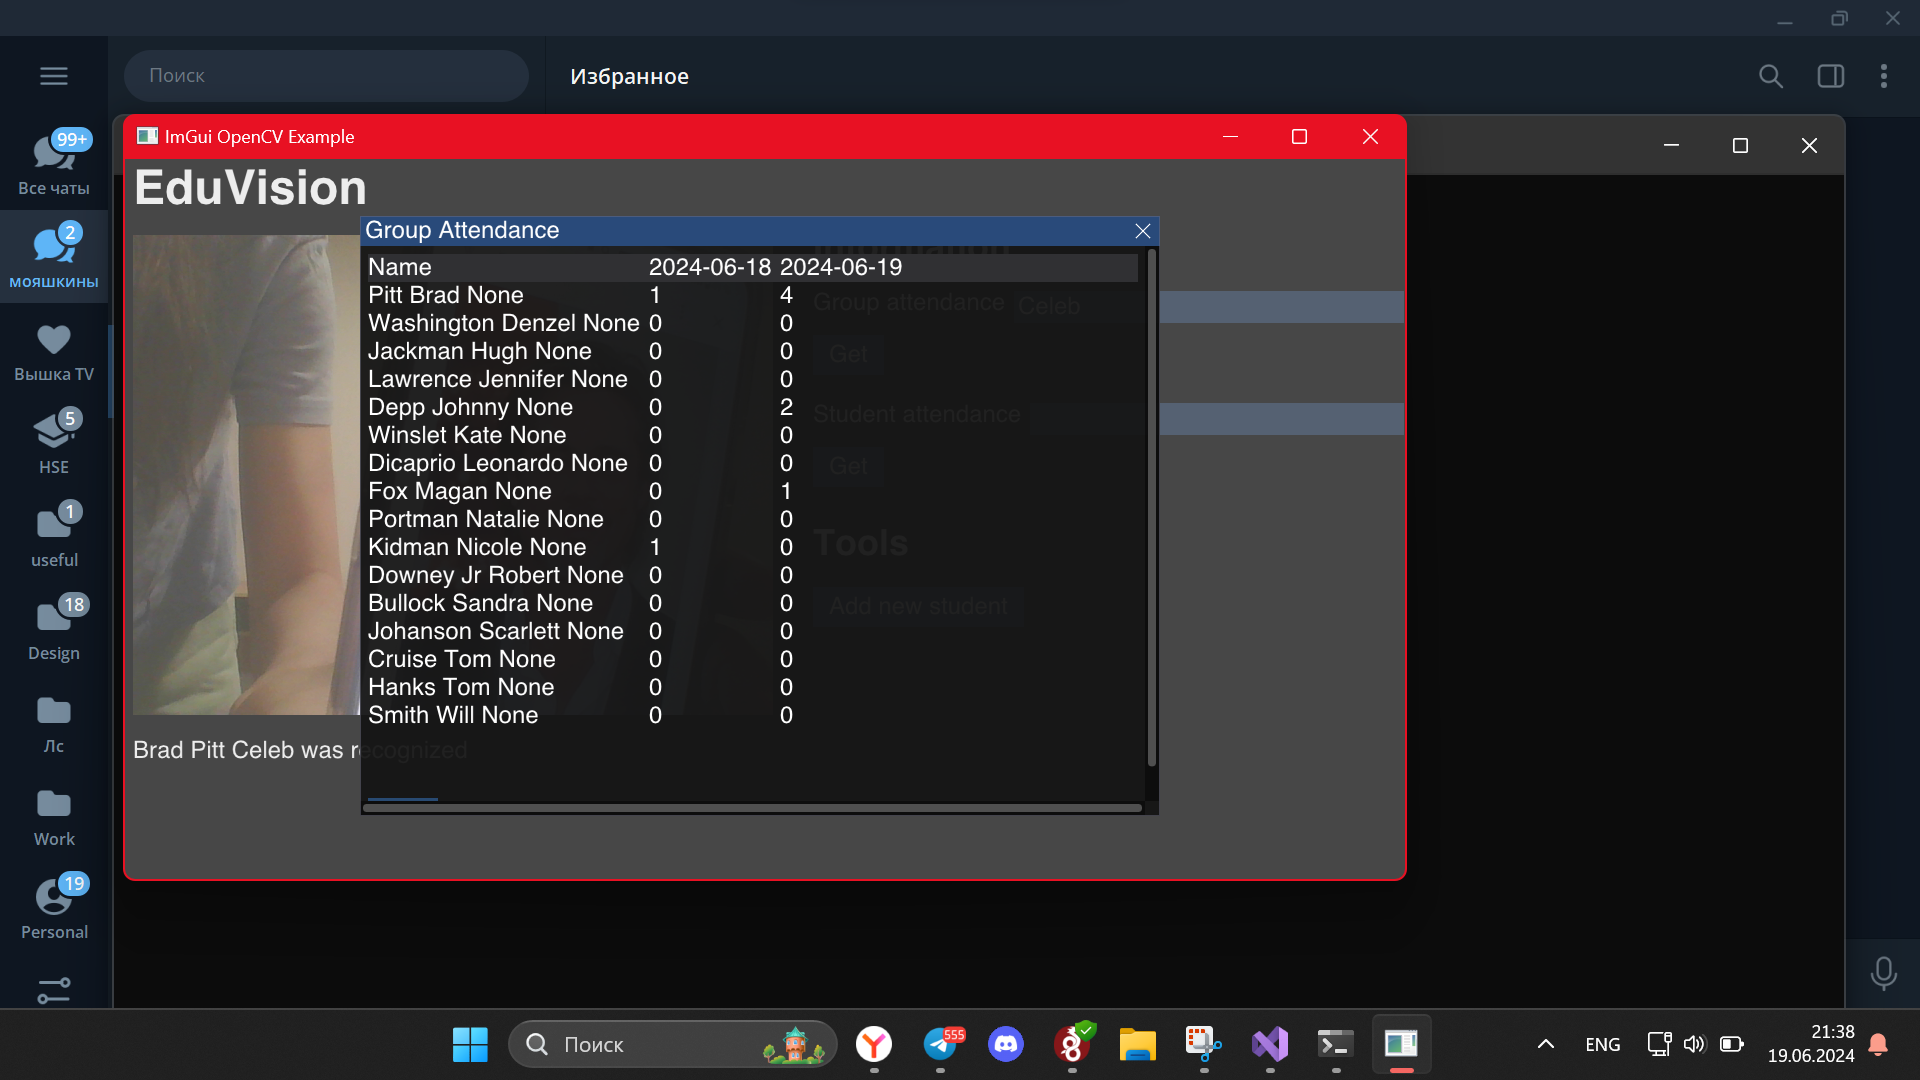 Поиск
Избранное
99+
Все чаты
2
мояшкины
Вышка TV
5
HSE
1
useful
18
Design
Лс
Work
19
Personal
ImGui OpenCV Example
EduVision
Group Attendance
Name 2024-06-18 2024-06-19
Pitt Brad None 1 4
Washington Denzel None 0 0
Jackman Hugh None 0 0
Lawrence Jennifer None 0 0
Depp Johnny None 0 2
Winslet Kate None 0 0
Dicaprio Leonardo None 0 0
Fox Magan None 0 1
Portman Natalie None 0 0
Kidman Nicole None 1 0
Downey Jr Robert None 0 0
Bullock Sandra None 0 0
Johanson Scarlett None 0 0
Cruise Tom None 0 0
Hanks Tom None 0 0
Smith Will None 0 0
Information
Group attendance Celeb
Get
Student attendance
Get
Tools
Add new student
Brad Pitt Celeb was recognized
Поиск
555
ENG
21:38
19.06.2024